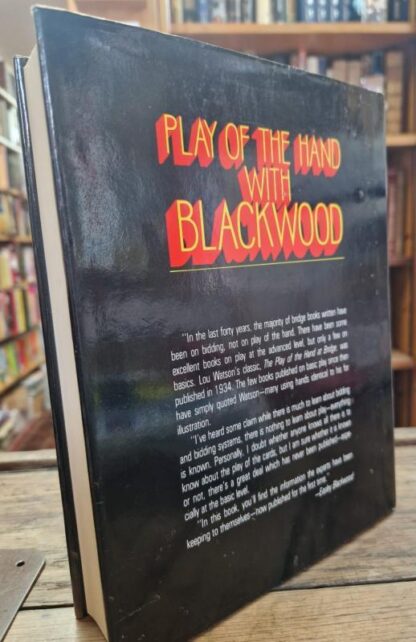 PLAY OF THE HAND
WITH
BLACKWOOD
"In the last forty years, the majority of bridge books written have
been on bidding, not on play of the hand. There have been some
excellent books on play at the advanced level, but only a few on
basics. Lou Watson's classic, The Play of the Hand at Bridge, was
published in 1934. The few books published on basic play since then
have simply quoted Watson—many using hands identical to his for
illustration.
"I've heard some claim while there is much to learn about bidding
and bidding systems, there is nothing to learn about play—everything
is known. Personally, I doubt whether anyone knows all there is to
know about the play of the cards, but I am sure whether it is known
or not, there's a great deal which has never been published—espe-
cially at the basic level.
"In this book, you'll find the information the experts have been
keeping to themselves—now published for the first time."
—Easley Blackwood